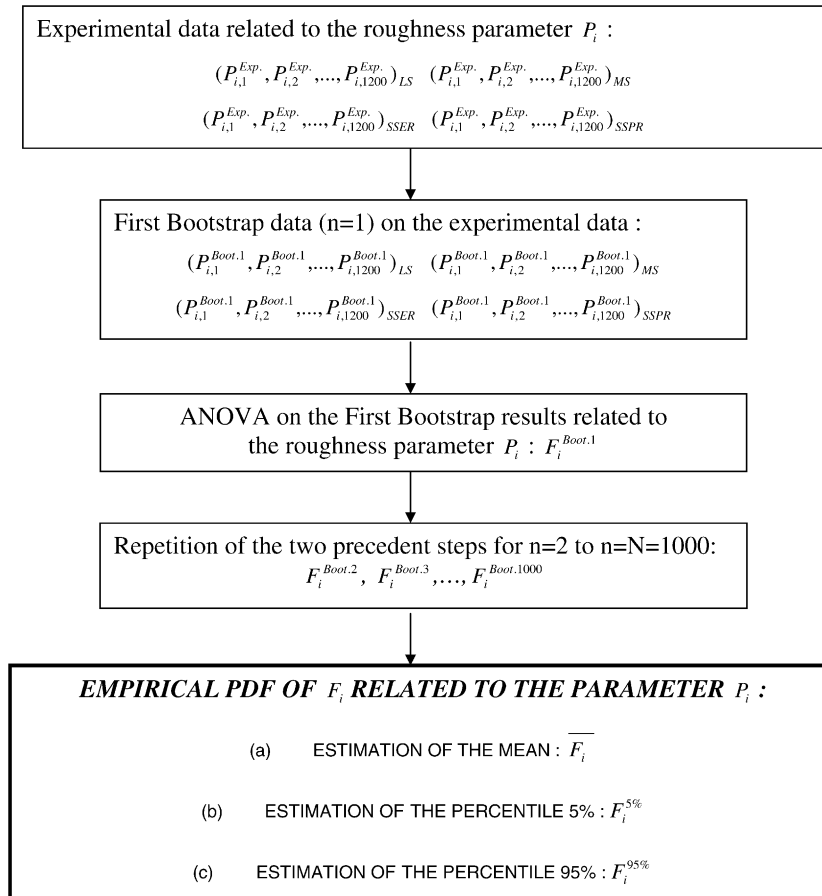 Experimental data related to the roughness parameter $P_i$ :
$(P_{i,1}^{Exp.}, P_{i,2}^{Exp.},..., P_{i,1200}^{Exp.})_{LS}$ $(P_{i,1}^{Exp.}, P_{i,2}^{Exp.},..., P_{i,1200}^{Exp.})_{MS}$
$(P_{i,1}^{Exp.}, P_{i,2}^{Exp.},..., P_{i,1200}^{Exp.})_{SSER}$ $(P_{i,1}^{Exp.}, P_{i,2}^{Exp.},..., P_{i,1200}^{Exp.})_{SSPR}$
First Bootstrap data (n=1) on the experimental data :
$(P_{i,1}^{Boot.1}, P_{i,2}^{Boot.1},..., P_{i,1200}^{Boot.1})_{LS}$ $(P_{i,1}^{Boot.1}, P_{i,2}^{Boot.1},..., P_{i,1200}^{Boot.1})_{MS}$
$(P_{i,1}^{Boot.1}, P_{i,2}^{Boot.1},..., P_{i,1200}^{Boot.1})_{SSER}$ $(P_{i,1}^{Boot.1}, P_{i,2}^{Boot.1},..., P_{i,1200}^{Boot.1})_{SSPR}$
ANOVA on the First Bootstrap results related to
the roughness parameter $P_i$ : $F_i^{Boot.1}$
Repetition of the two precedent steps for n=2 to n=N=1000:
$F_i^{Boot.2}$, $F_i^{Boot.3}$,..., $F_i^{Boot.1000}$
EMPIRICAL PDF OF $F_i$ RELATED TO THE PARAMETER $P_i$ :
(a) ESTIMATION OF THE MEAN : $\overline{F_i}$
(b) ESTIMATION OF THE PERCENTILE 5% : $F_i^{5\%}$
(c) ESTIMATION OF THE PERCENTILE 95% : $F_i^{95\%}$